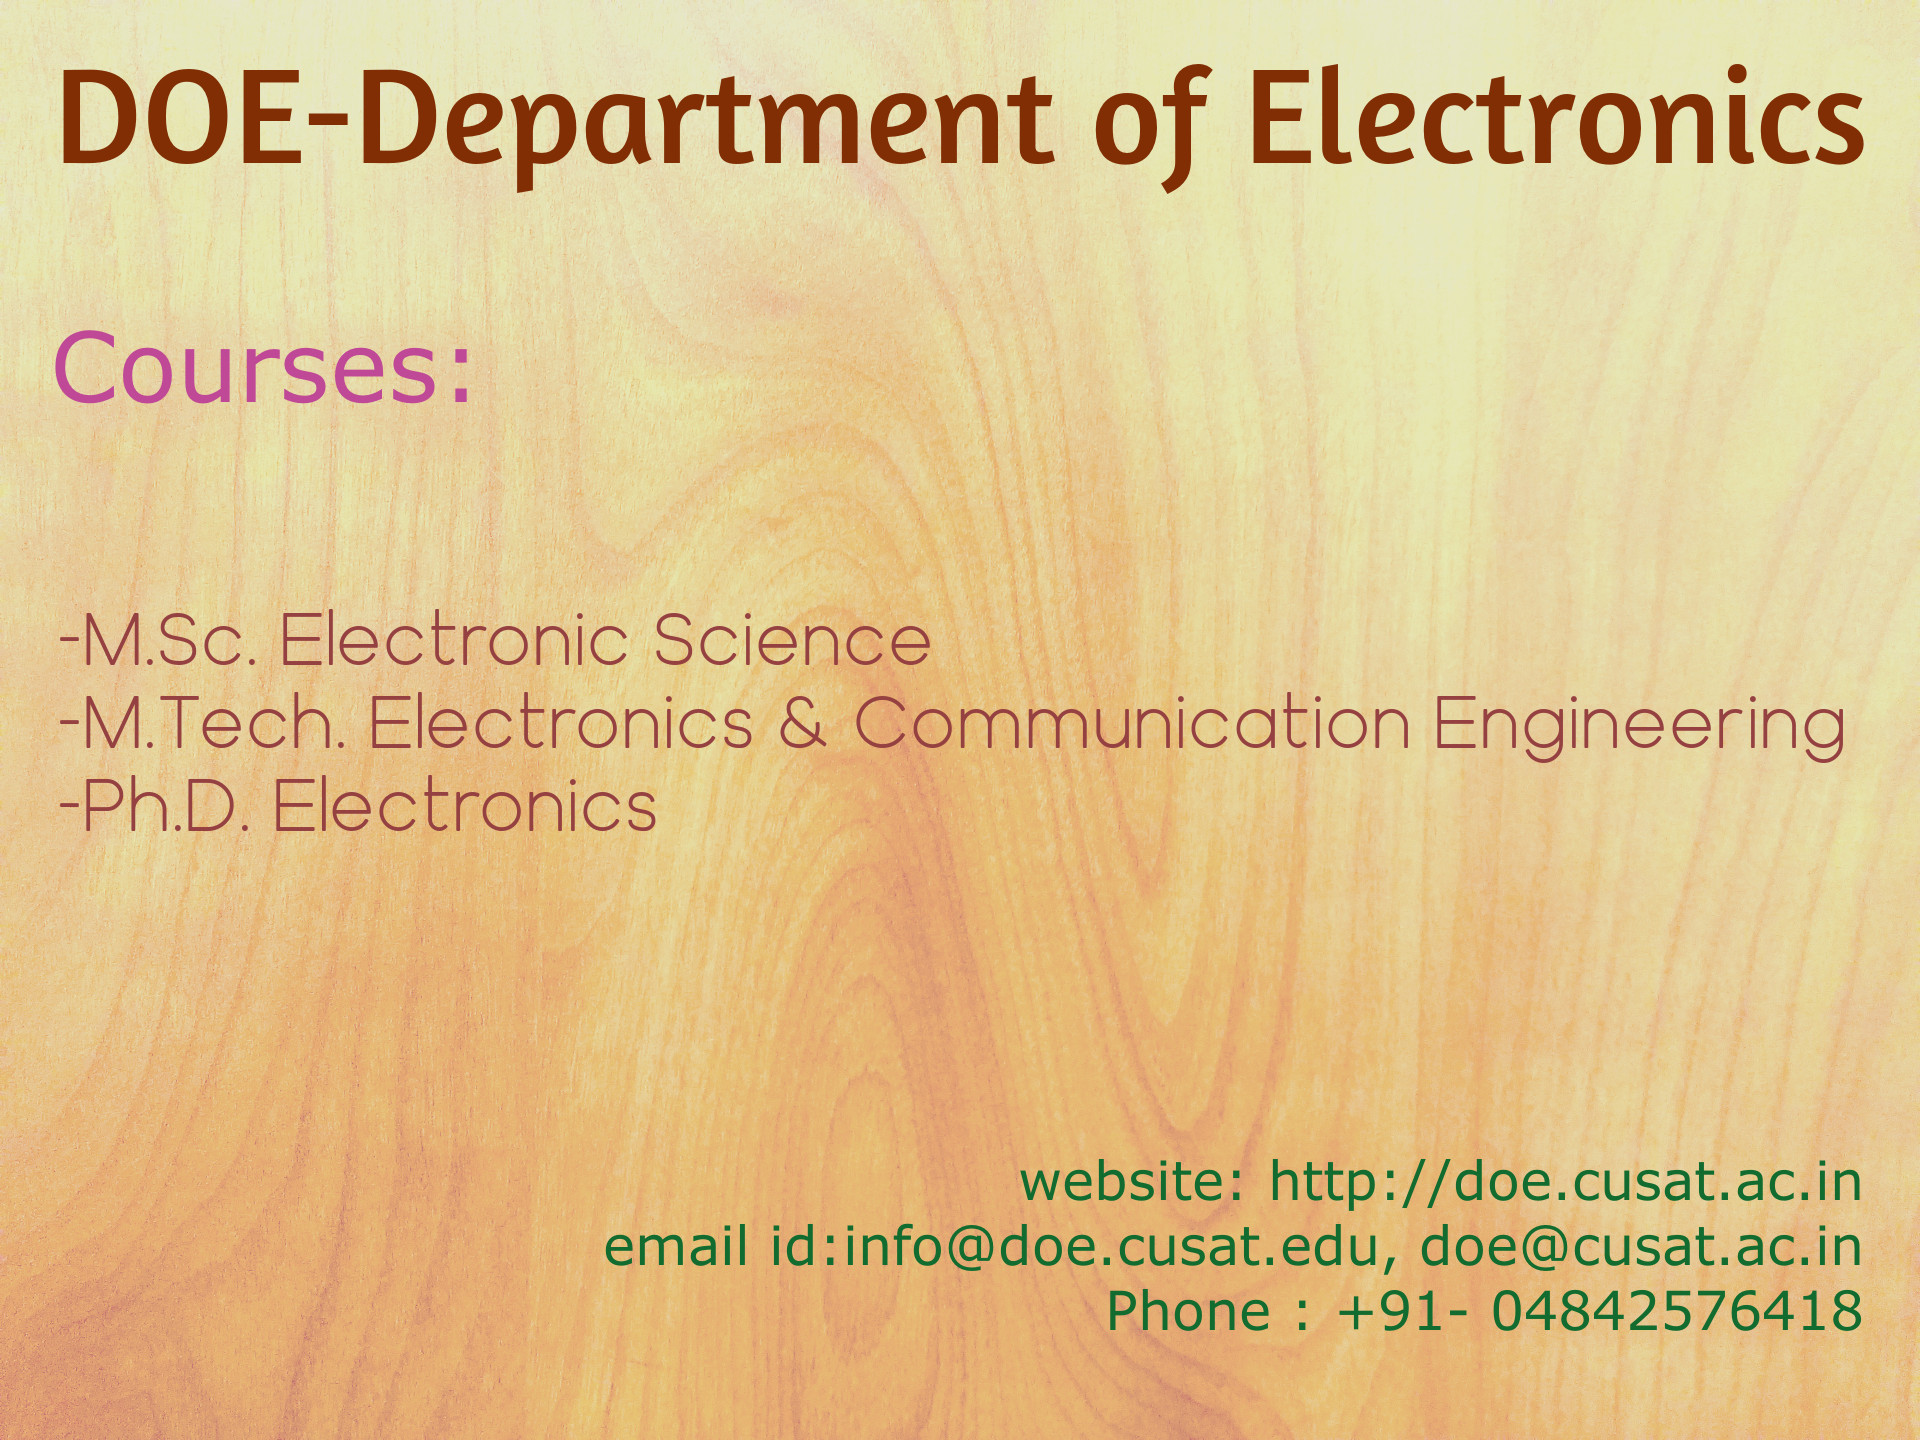 DOE-Department of Electronics
Courses:
-M.Sc. Electronic Science
-M.Tech. Electronics & Communication Engineering
-Ph.D. Electronics
website: http://doe.cusat.ac.in
email id:info@doe.cusat.edu, doe@cusat.ac.in
Phone : +91- 04842576418